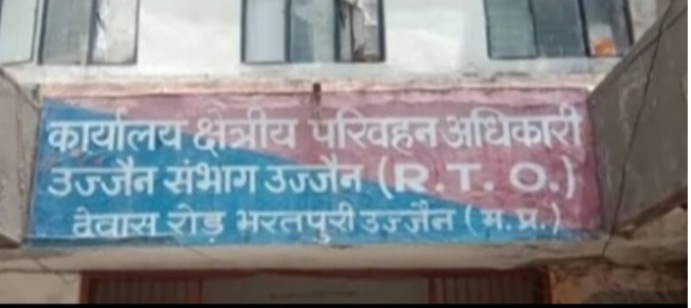 कार्यालय क्षेत्रीय परिवहन अधिकारी
उज्जैन संभाग उज्जैन (R.T.O.)
देवास रोड़ भरतपुरी उज्जैन (म.प्र.)